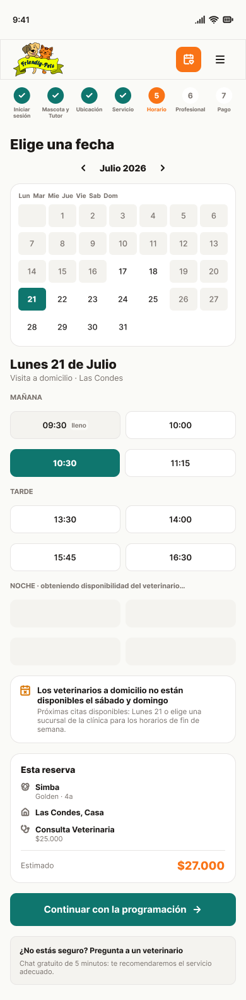 9:41
Friendly-Pets
5 6 7
Iniciar sesión Mascota y Tutor Ubicación Servicio Horario Profesional Pago
Elige una fecha
Julio 2026
Lun Mar Mie Jue Vie Sab Dom
1 2 3 4 5 6
7 8 9 10 11 12 13
14 15 16 17 18 19 20
21 22 23 24 25 26 27
28 29 30 31
Lunes 21 de Julio
Visita a domicilio · Las Condes
MAÑANA
09:30 lleno 10:00
10:30 11:15
TARDE
13:30 14:00
15:45 16:30
NOCHE · obteniendo disponibilidad del veterinario...
Los veterinarios a domicilio no están
disponibles el sábado y domingo
Próximas citas disponibles: Lunes 21 o elige una
sucursal de la clínica para los horarios de fin de
semana.
Esta reserva
Simba
Golden · 4a
Las Condes, Casa
Consulta Veterinaria
$25.000
Estimado $27.000
Continuar con la programación →
¿No estás seguro? Pregunta a un veterinario
Chat gratuito de 5 minutos: te recomendaremos el servicio
adecuado.